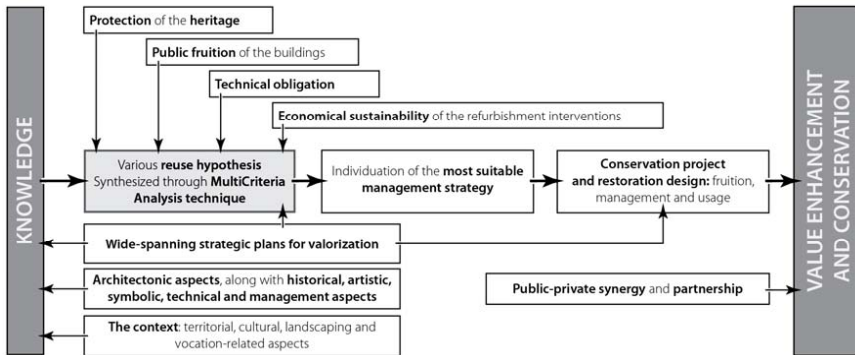 Protection of the heritage
Public fruition of the buildings
Technical obligation
Economical sustainability of the refurbishment interventions
KNOWLEDGE
Various reuse hypothesis
Synthesized through MultiCriteria
Analysis technique
Individuation of the most suitable
management strategy
Conservation project
and restoration design: fruition,
management and usage
VALUE ENHANCEMENT
AND CONSERVATION
Wide-spanning strategic plans for valorization
Architectonic aspects, along with historical, artistic,
symbolic, technical and management aspects
Public-private synergy and partnership
The context: territorial, cultural, landscaping and
vocation-related aspects